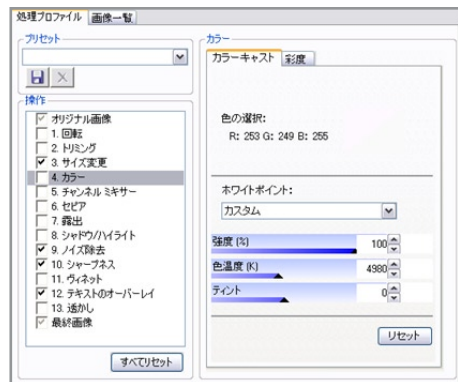 処理プロファイル 画像一覧
プリセット
操作
オリジナル画像
1. 回転
2. トリミング
3. サイズ変更
4. カラー
5. チャンネル ミキサー
6. セピア
7. 露出
8. シャドウ/ハイライト
9. ノイズ除去
10. シャープネス
11. ヴィネット
12. テキストのオーバーレイ
13. 透かし
最終画像
すべてリセット
カラー
カラーキャスト 彩度
色の選択:
R: 253 G: 249 B: 255
ホワイトポイント:
カスタム
強度 (%) 100
色温度 (K) 4980
ティント 0
リセット